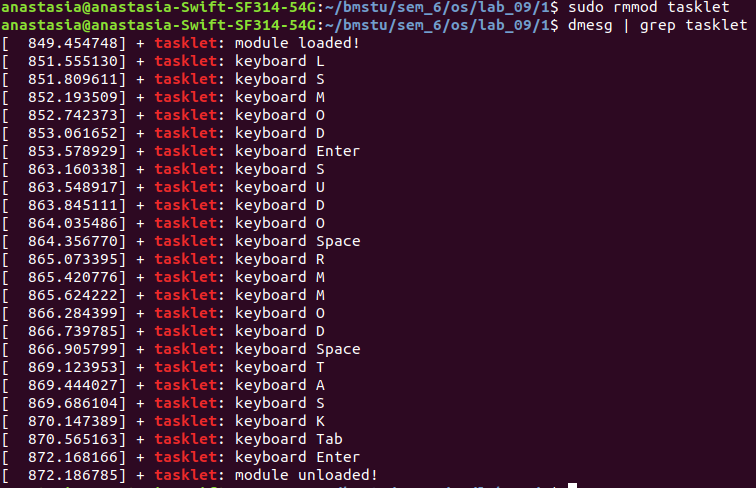 anastasia@anastasia-Swift-SF314-54G:~/bmstu/sem_6/os/lab_09/1$ sudo rmmod tasklet
anastasia@anastasia-Swift-SF314-54G:~/bmstu/sem_6/os/lab_09/1$ dmesg | grep tasklet
[  849.454748] + tasklet: module loaded!
[  851.555130] + tasklet: keyboard L
[  851.809611] + tasklet: keyboard S
[  852.193509] + tasklet: keyboard M
[  852.742373] + tasklet: keyboard O
[  853.061652] + tasklet: keyboard D
[  853.578929] + tasklet: keyboard Enter
[  863.160338] + tasklet: keyboard S
[  863.548917] + tasklet: keyboard U
[  863.845111] + tasklet: keyboard D
[  864.035486] + tasklet: keyboard O
[  864.356770] + tasklet: keyboard Space
[  865.073395] + tasklet: keyboard R
[  865.420776] + tasklet: keyboard M
[  865.624222] + tasklet: keyboard M
[  866.284399] + tasklet: keyboard O
[  866.739785] + tasklet: keyboard D
[  866.905799] + tasklet: keyboard Space
[  869.123953] + tasklet: keyboard T
[  869.444027] + tasklet: keyboard A
[  869.686104] + tasklet: keyboard S
[  870.147389] + tasklet: keyboard K
[  870.565163] + tasklet: keyboard Tab
[  872.168166] + tasklet: keyboard Enter
[  872.186785] + tasklet: module unloaded!